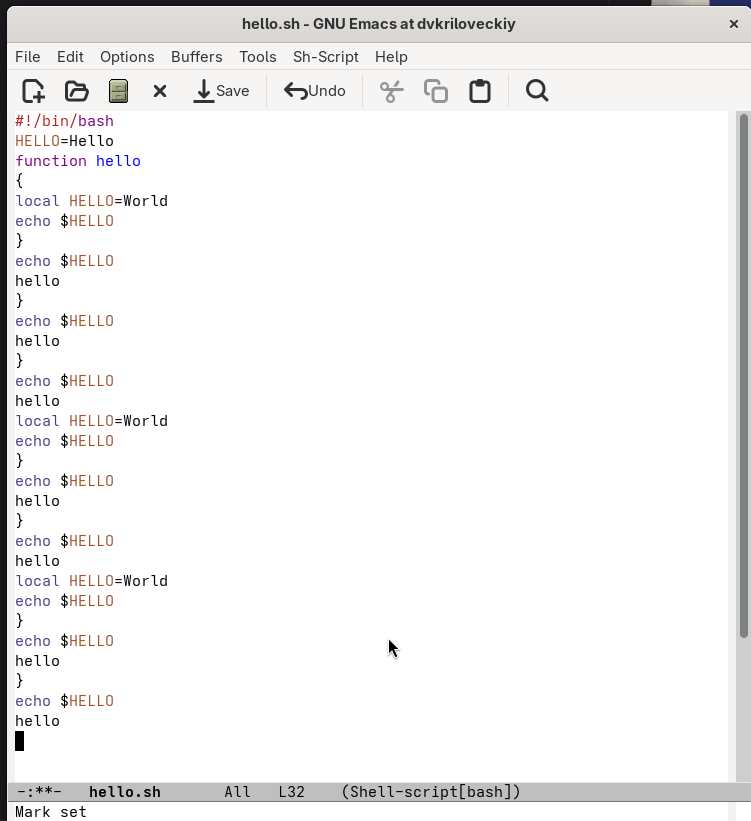 hello.sh - GNU Emacs at dvkriloveckiy
File Edit Options Buffers Tools Sh-Script Help
Save Undo
#!/bin/bash
HELLO=Hello
function hello
{
local HELLO=World
echo $HELLO
}
echo $HELLO
hello
}
echo $HELLO
hello
}
echo $HELLO
hello
local HELLO=World
echo $HELLO
}
echo $HELLO
hello
}
echo $HELLO
hello
local HELLO=World
echo $HELLO
}
echo $HELLO
hello
}
echo $HELLO
hello
-:**- hello.sh All L32 (Shell-script[bash])
Mark set